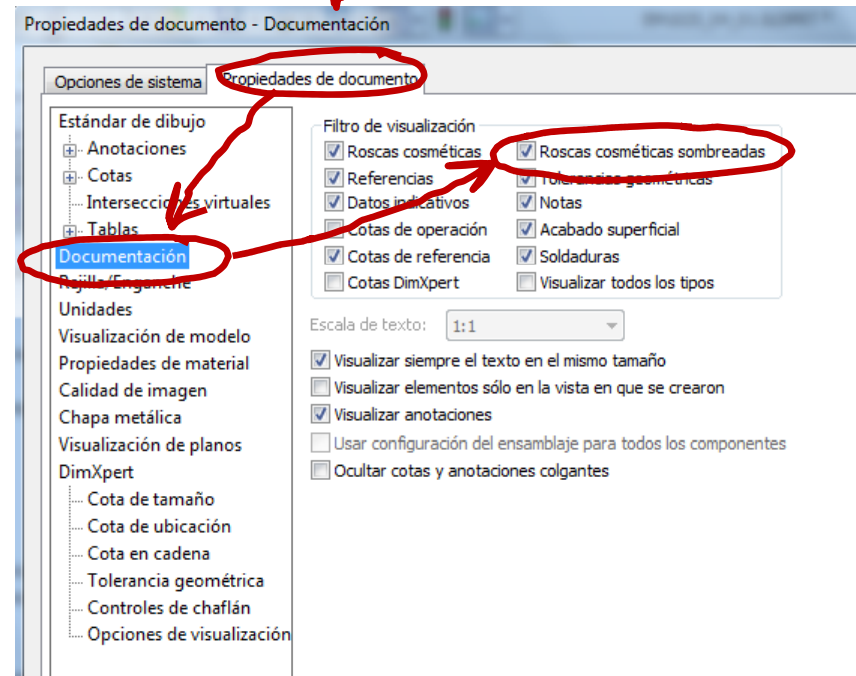 Propiedades de documento - Documentación
Opciones de sistema
Propiedades de documento
Estándar de dibujo
Anotaciones
Cotas
Intersecciones virtuales
Tablas
Documentación
Rejilla/Enganche
Unidades
Visualización de modelo
Propiedades de material
Calidad de imagen
Chapa metálica
Visualización de planos
DimXpert
Cota de tamaño
Cota de ubicación
Cota en cadena
Tolerancia geométrica
Controles de chaflán
Opciones de visualización
Filtro de visualización
Roscas cosméticas
Roscas cosméticas sombreadas
Referencias
Tolerancias geométricas
Datos indicativos
Notas
Cotas de operación
Acabado superficial
Cotas de referencia
Soldaduras
Cotas DimXpert
Visualizar todos los tipos
Escala de texto:
1:1
Visualizar siempre el texto en el mismo tamaño
Visualizar elementos sólo en la vista en que se crearon
Visualizar anotaciones
Usar configuración del ensamblaje para todos los componentes
Ocultar cotas y anotaciones colgantes